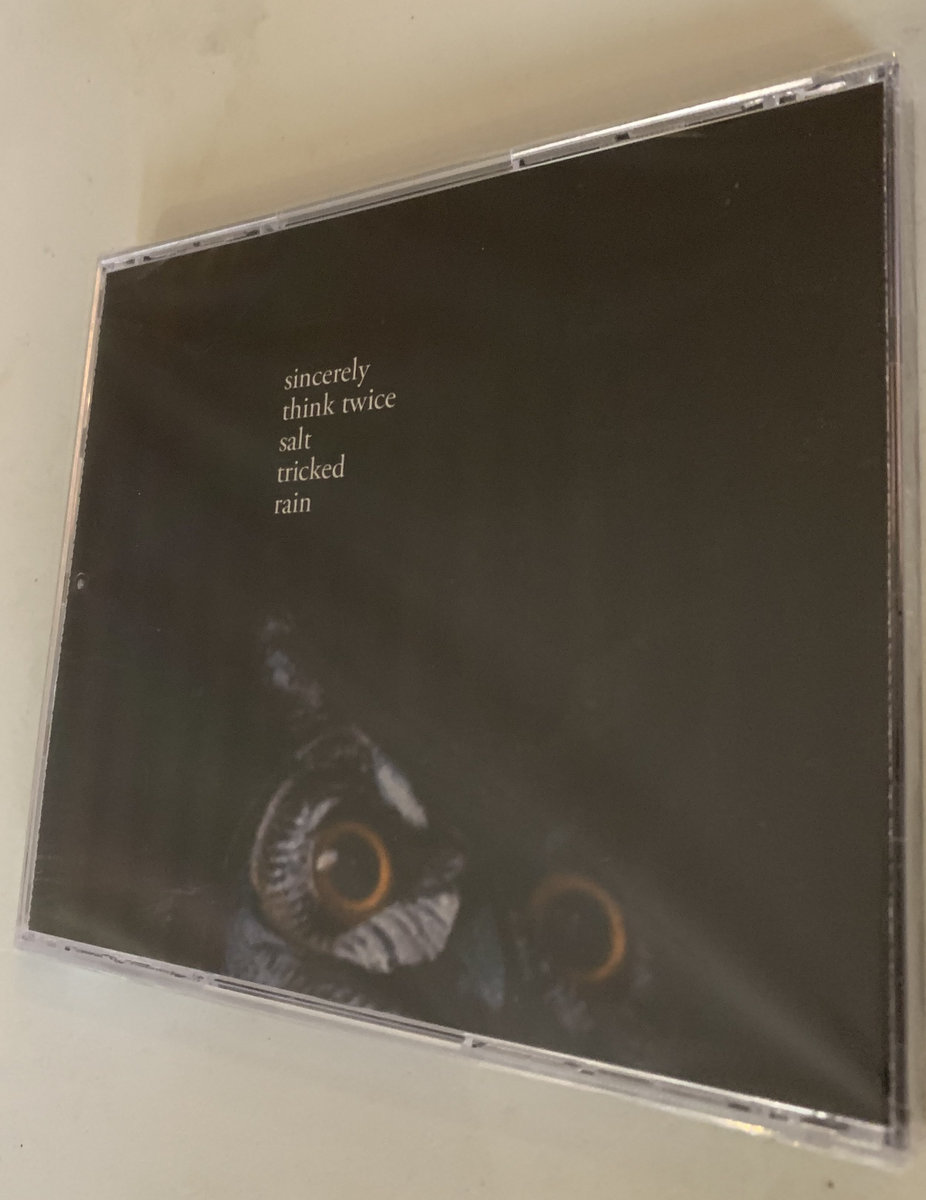 sincerely
think twice
salt
tricked
rain